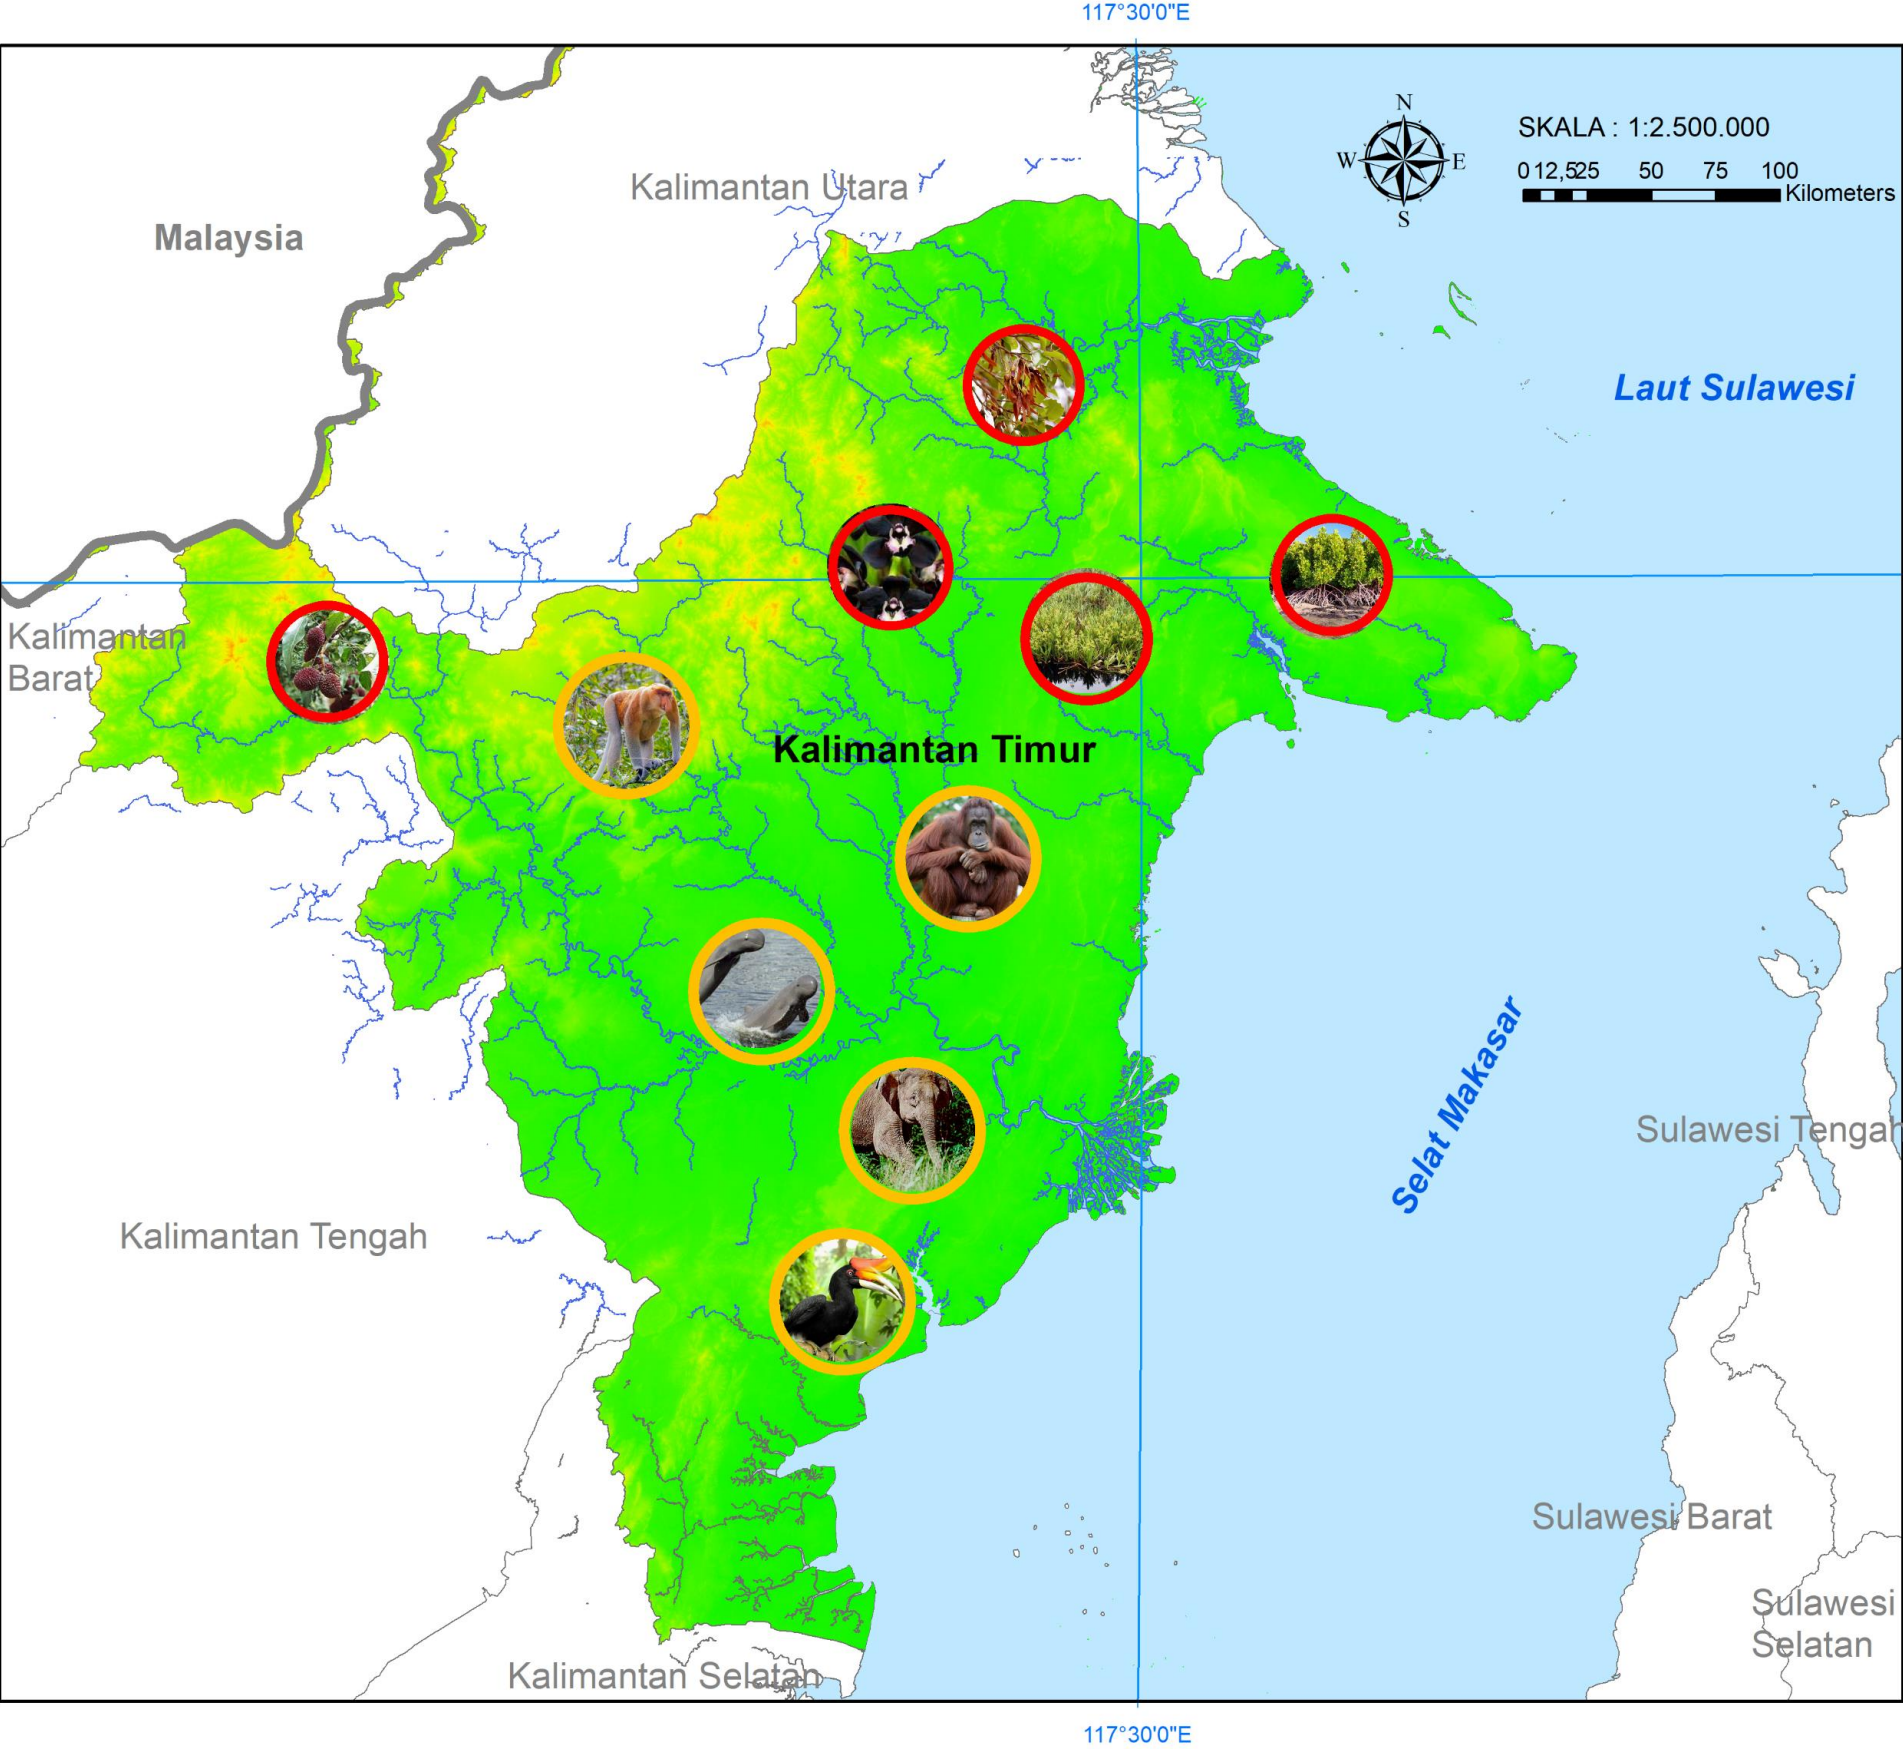 117°30'0"E
N
W
E
S
SKALA : 1:2.500.000
0 12,525 50 75 100
Kilometers
Kalimantan Utara
Malaysia
Laut Sulawesi
Kalimantan
Barat
Kalimantan Timur
Selat Makasar
Sulawesi Tengah
Kalimantan Tengah
Sulawesi Barat
Sulawesi
Selatan
Kalimantan Selatan
117°30'0"E